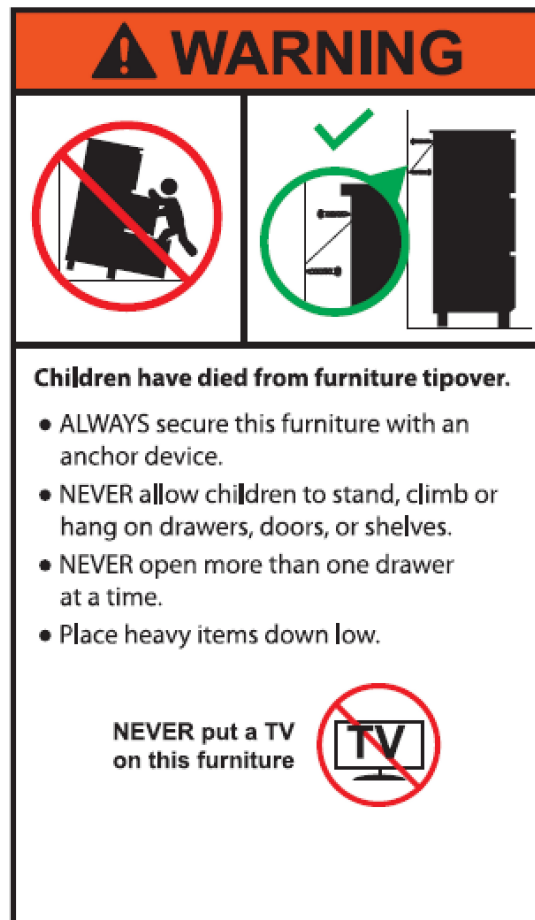 WARNING
Children have died from furniture tipover.
• ALWAYS secure this furniture with an
anchor device.
• NEVER allow children to stand, climb or
hang on drawers, doors, or shelves.
• NEVER open more than one drawer
at a time.
• Place heavy items down low.
NEVER put a TV
on this furniture
TV